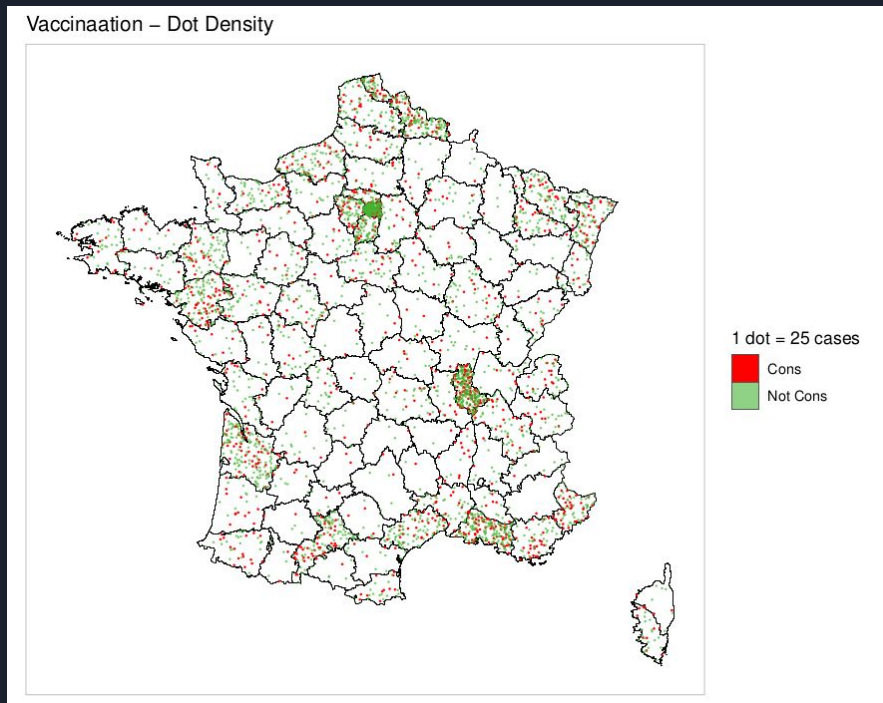 Vaccinaation – Dot Density
1 dot = 25 cases
Cons
Not Cons